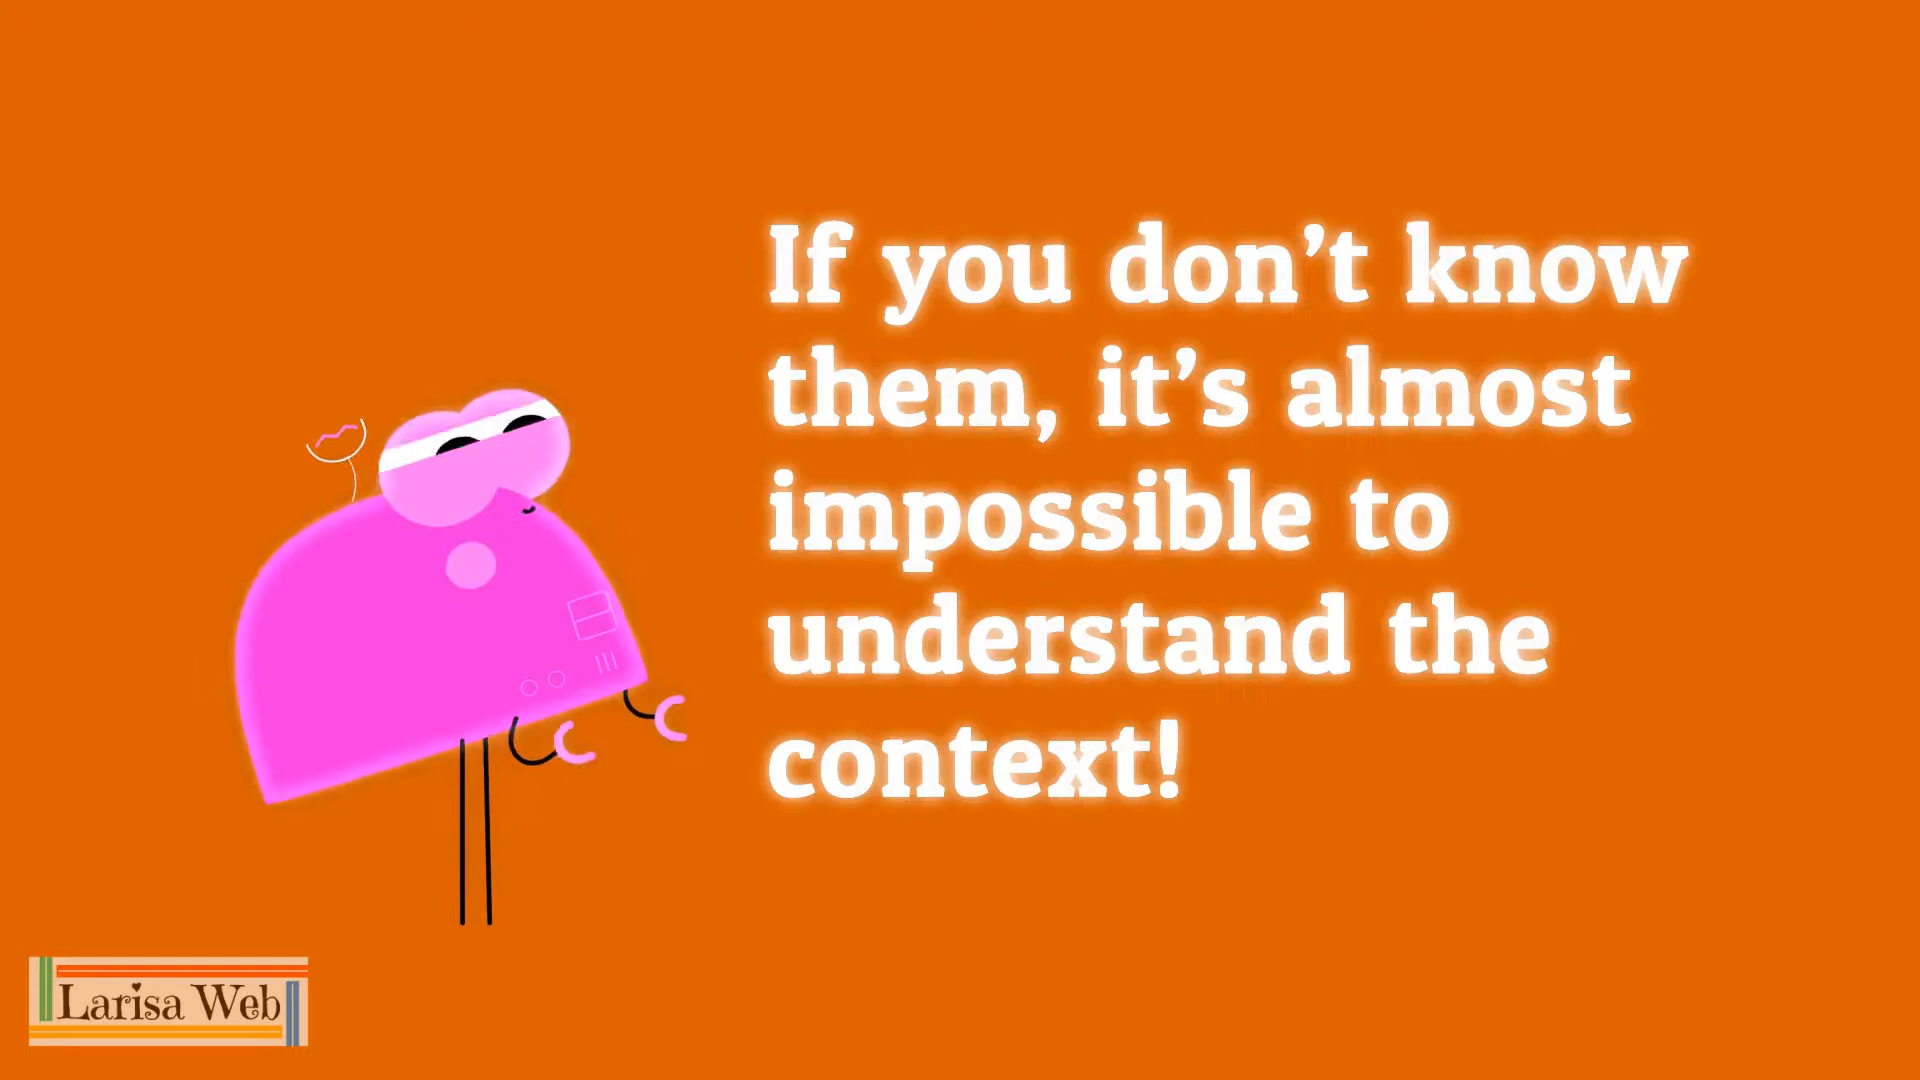 If you don’t know
them, it’s almost
impossible to
understand the
context!
Larisa Web